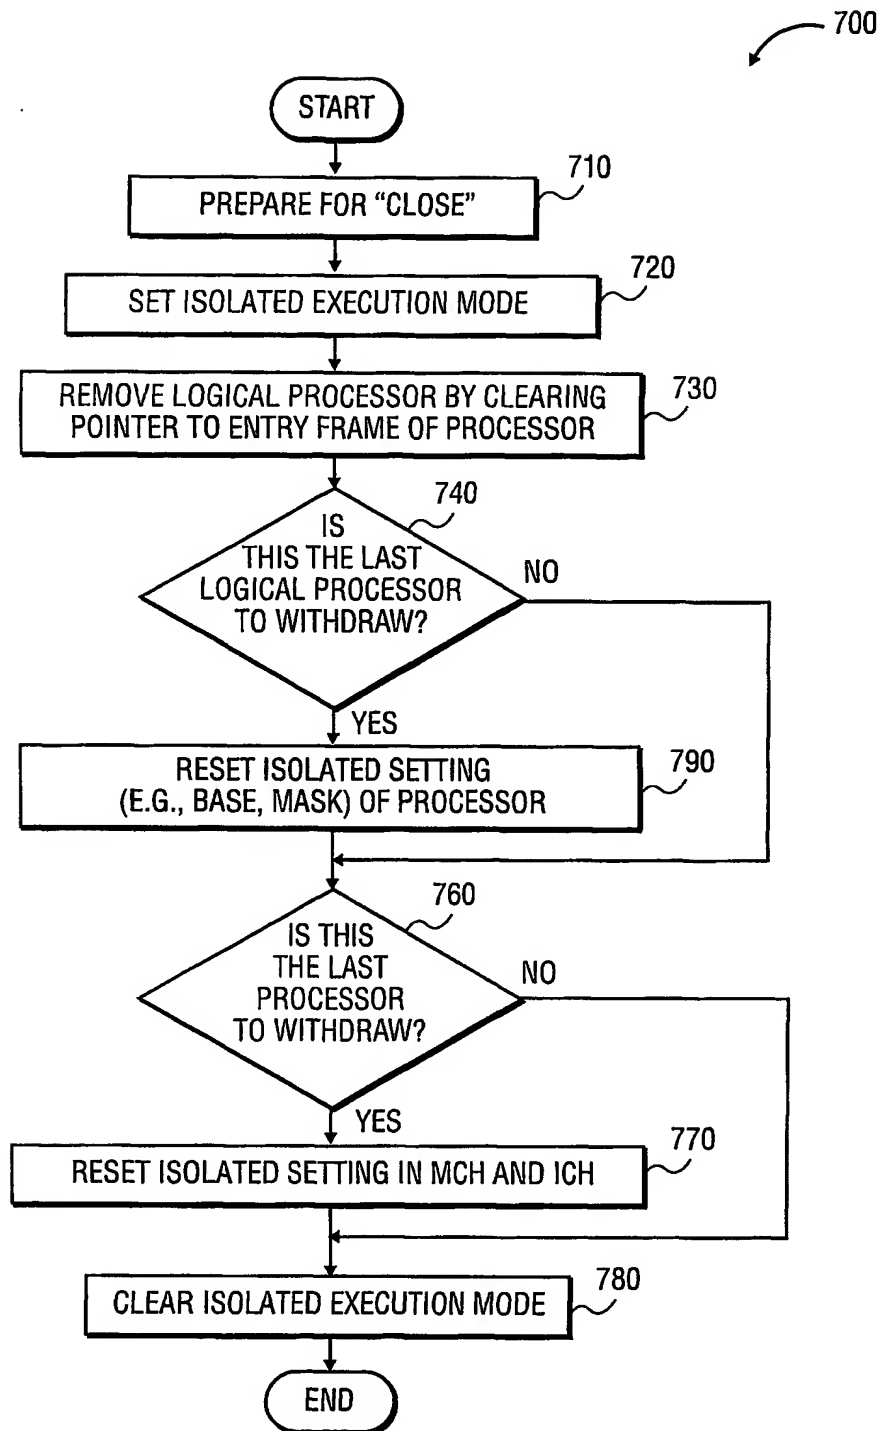 700
START
710
PREPARE FOR “CLOSE”
720
SET ISOLATED EXECUTION MODE
730
REMOVE LOGICAL PROCESSOR BY CLEARING
POINTER TO ENTRY FRAME OF PROCESSOR
740
IS
THIS THE LAST
LOGICAL PROCESSOR
TO WITHDRAW?
NO
YES
790
RESET ISOLATED SETTING
(E.G., BASE, MASK) OF PROCESSOR
760
IS THIS
THE LAST
PROCESSOR
TO WITHDRAW?
NO
YES
770
RESET ISOLATED SETTING IN MCH AND ICH
780
CLEAR ISOLATED EXECUTION MODE
END